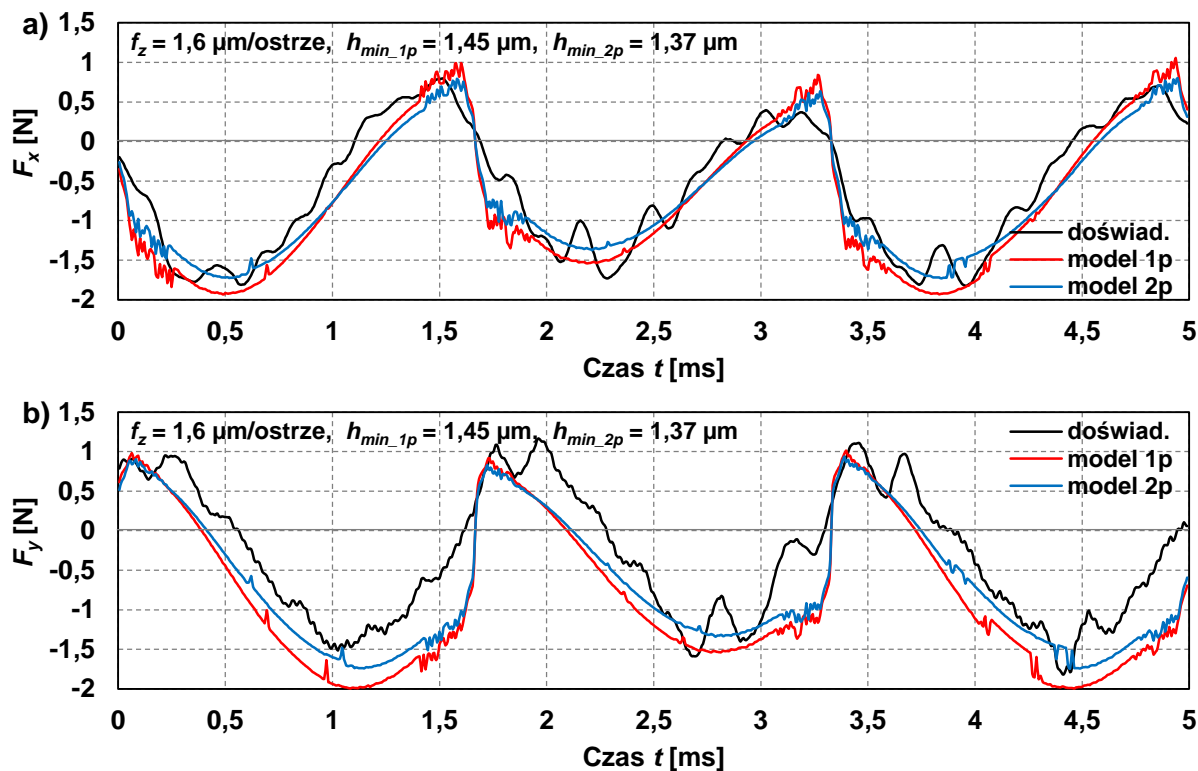 a)
f_z = 1,6 µm/ostrze, h_min_1p = 1,45 µm, h_min_2p = 1,37 µm
F_x [N]
1,5
1
0,5
0
-0,5
-1
-1,5
-2
doświad.
model 1p
model 2p
0 0,5 1 1,5 2 2,5 3 3,5 4 4,5 5
Czas t [ms]
b)
f_z = 1,6 µm/ostrze, h_min_1p = 1,45 µm, h_min_2p = 1,37 µm
F_y [N]
1,5
1
0,5
0
-0,5
-1
-1,5
-2
doświad.
model 1p
model 2p
0 0,5 1 1,5 2 2,5 3 3,5 4 4,5 5
Czas t [ms]